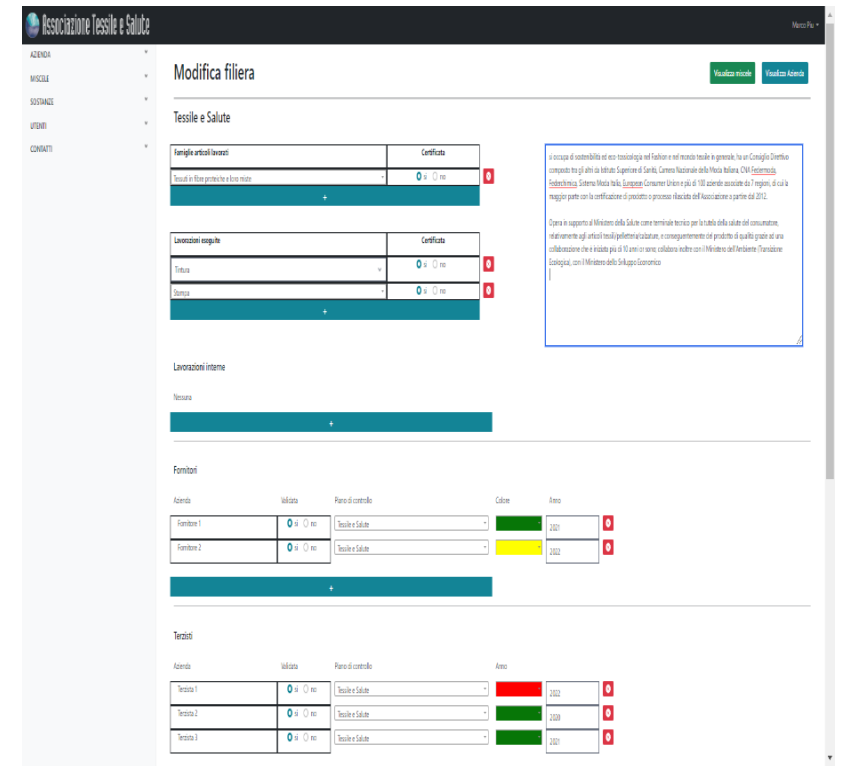 Associazione Tessile e Salute
Marco Piu
AZIENDA
MISCELE
SOSTANZE
UTENTI
CONTATTI
Modifica filiera
Visualizza miscele
Visualizza Azienda
Tessile e Salute
Famiglie articoli lavorati
Certificata
Tessuti in fibre proteiche e loro miste
si no
+
Lavorazioni eseguite
Certificata
Tintura
si no
Stampa
si no
+
si occupa di sostenibilità ed eco-tossicologia nel Fashion e nel mondo tessile in generale, ha un Consiglio Direttivo
composto tra gli altri da Istituto Superiore di Sanità, Camera Nazionale della Moda Italiana, CNA Federmoda,
Federchimica, Sistema Moda Italia, European Consumer Union e più di 100 aziende associate da 7 regioni, di cui la
maggior parte con la certificazione di prodotto o processo rilasciata dall'Associazione a partire dal 2012.
Opera in supporto al Ministero della Salute come terminale tecnico per la tutela della salute del consumatore,
relativamente agli articoli tessili/pelletteria/calzature, e conseguentemente del prodotto di qualità grazie ad una
collaborazione che è iniziata più di 10 anni or sono; collabora inoltre con il Ministero dell'Ambiente (Transizione
Ecologica), con il Ministero dello Sviluppo Economico
Lavorazioni interne
Nessuna
+
Fornitori
Azienda Validata Piano di controllo Colore Anno
Fornitore 1 si no Tessile e Salute 2021
Fornitore 2 si no Tessile e Salute 2022
+
Terzisti
Azienda Validata Piano di controllo Anno
Terzista 1 si no Tessile e Salute 2022
Terzista 2 si no Tessile e Salute 2020
Terzista 3 si no Tessile e Salute 2021